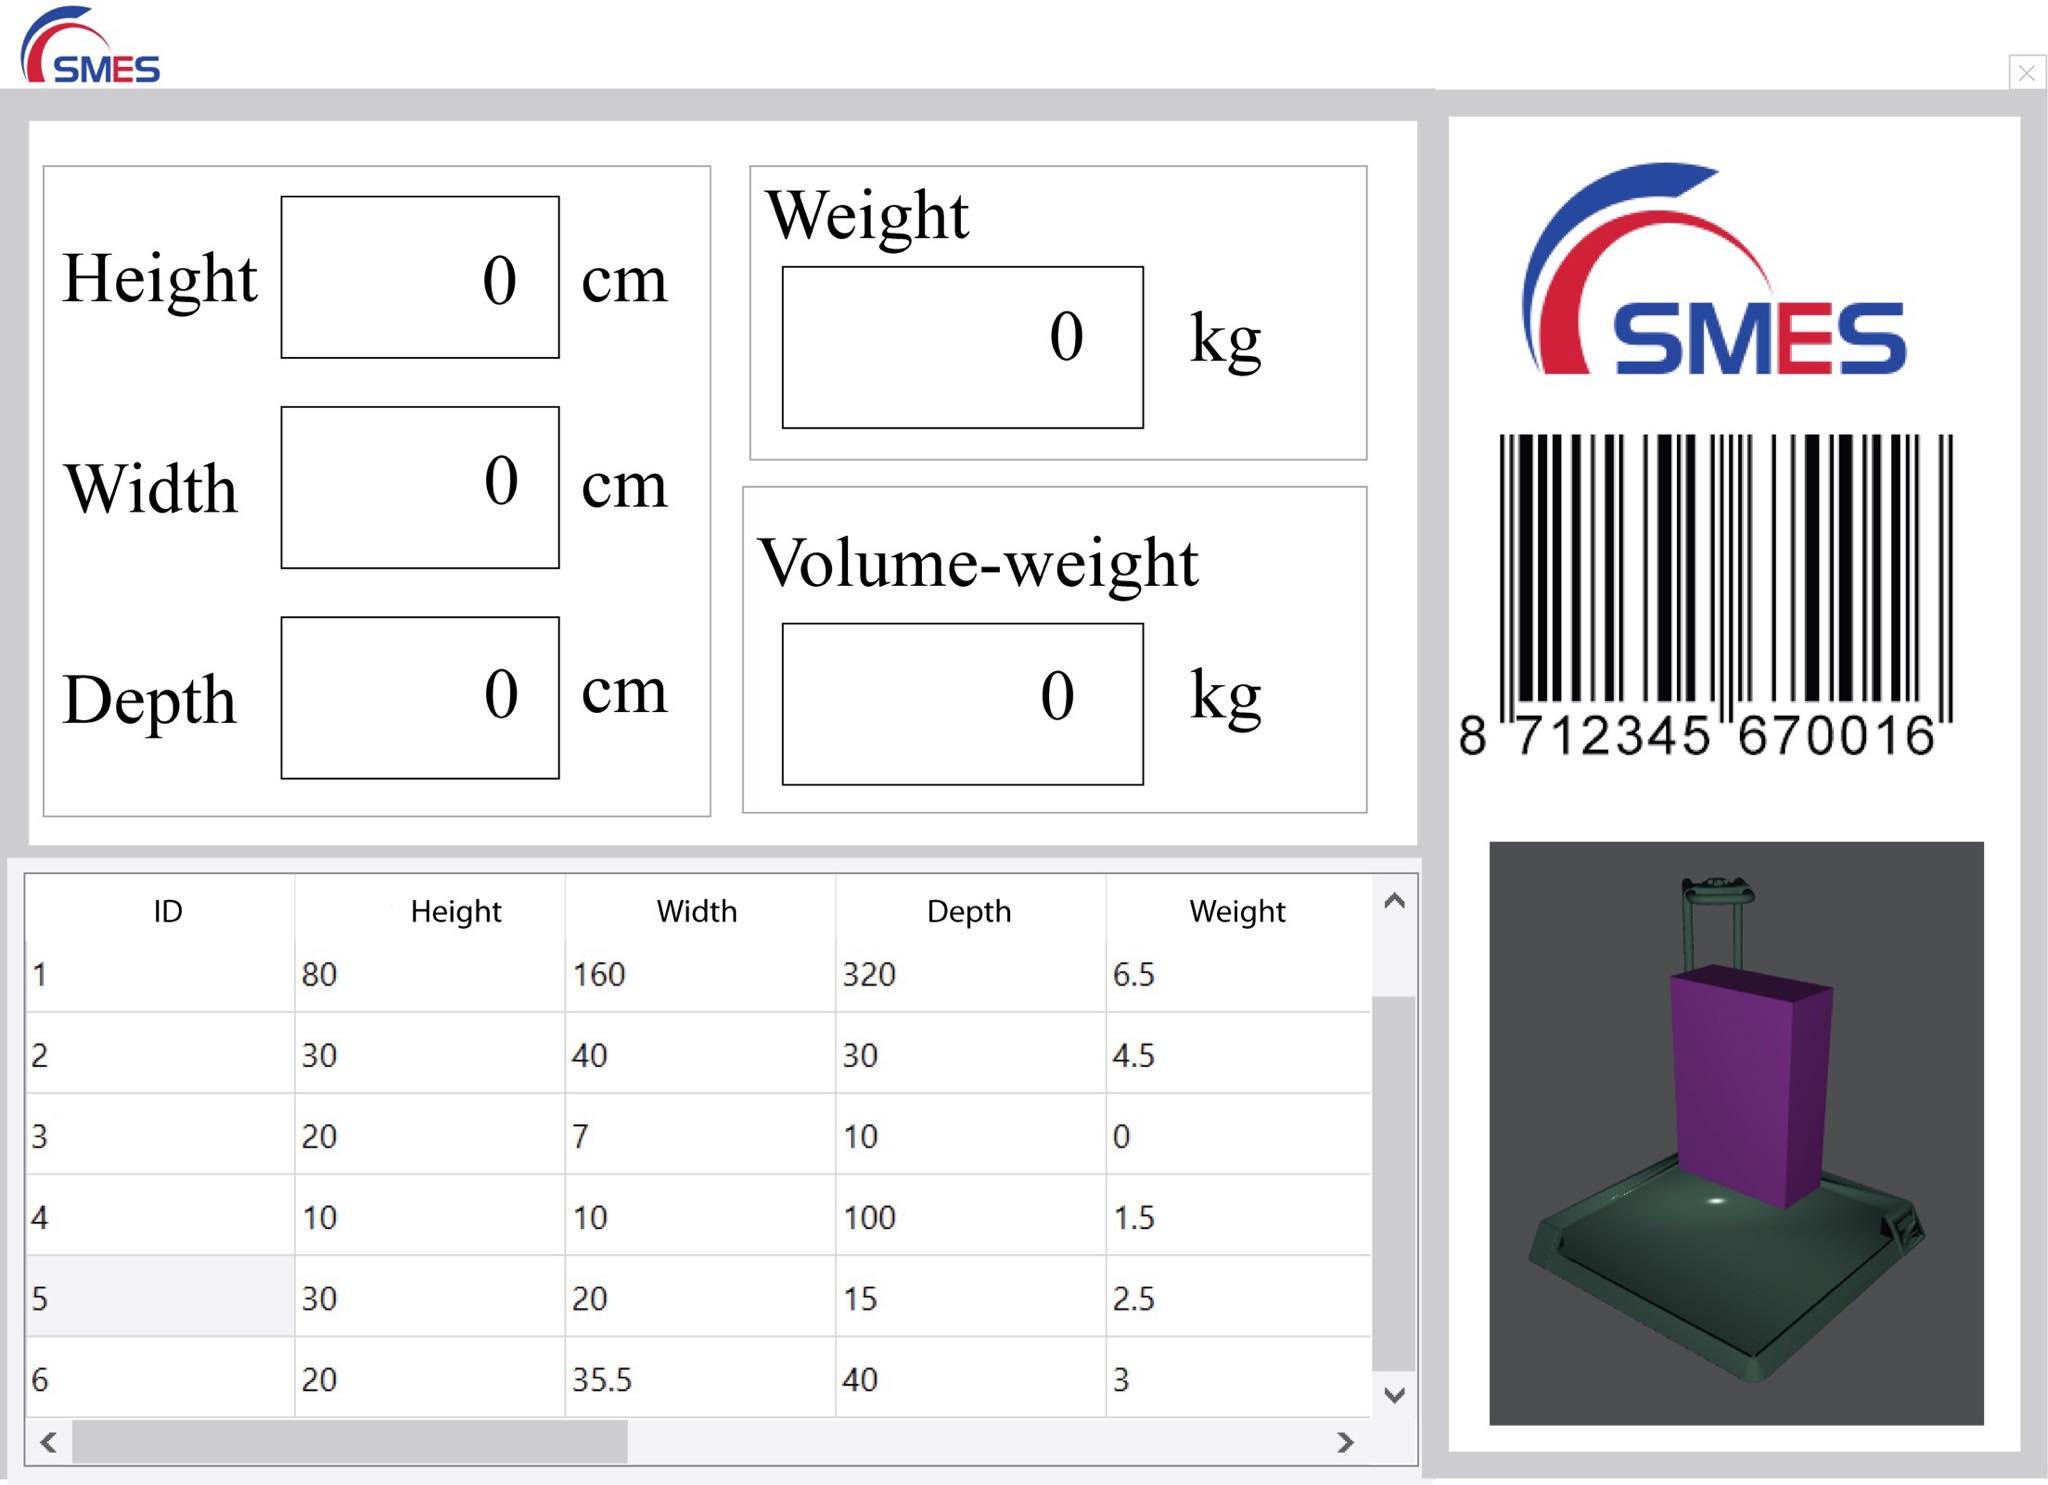 SMES
Height 0 cm
Width 0 cm
Depth 0 cm
Weight
0 kg
Volume-weight
0 kg
SMES
8 712345 670016
ID Height Width Depth Weight
1 80 160 320 6.5
2 30 40 30 4.5
3 20 7 10 0
4 10 10 100 1.5
5 30 20 15 2.5
6 20 35.5 40 3